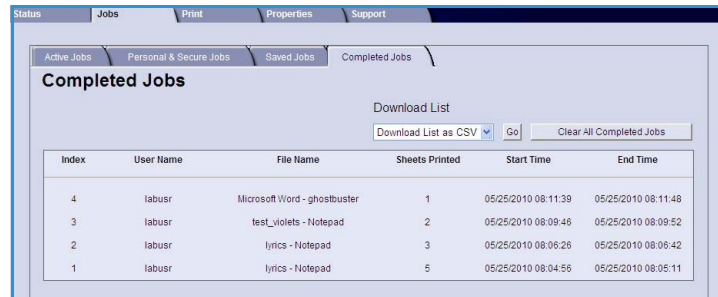 Status Jobs Print Properties Support
Active Jobs Personal & Secure Jobs Saved Jobs Completed Jobs
Completed Jobs
Download List
Download List as CSV Go Clear All Completed Jobs
Index User Name File Name Sheets Printed Start Time End Time
4 labusr Microsoft Word - ghostbuster 1 05/25/2010 08:11:39 05/25/2010 08:11:48
3 labusr test_violets - Notepad 2 05/25/2010 08:09:46 05/25/2010 08:09:52
2 labusr lyrics - Notepad 3 05/25/2010 08:06:26 05/25/2010 08:06:42
1 labusr lyrics - Notepad 5 05/25/2010 08:04:56 05/25/2010 08:05:11